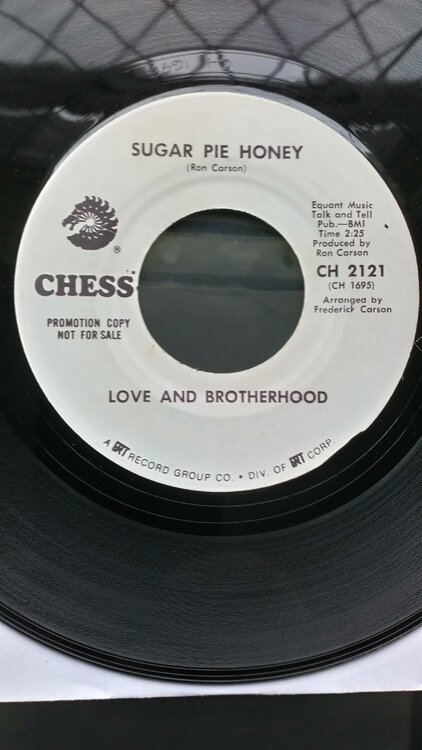 SUGAR PIE HONEY
(Ron Carson)
®
CHESS
PROMOTION COPY
NOT FOR SALE
Equant Music
Talk and Tell
Pub.—BMI
Time 2:25
Produced by
Ron Carson
CH 2121
(CH 1695)
Arranged by
Frederick Carson
LOVE AND BROTHERHOOD
A GRT RECORD GROUP CO. • DIV. OF GRT CORP.